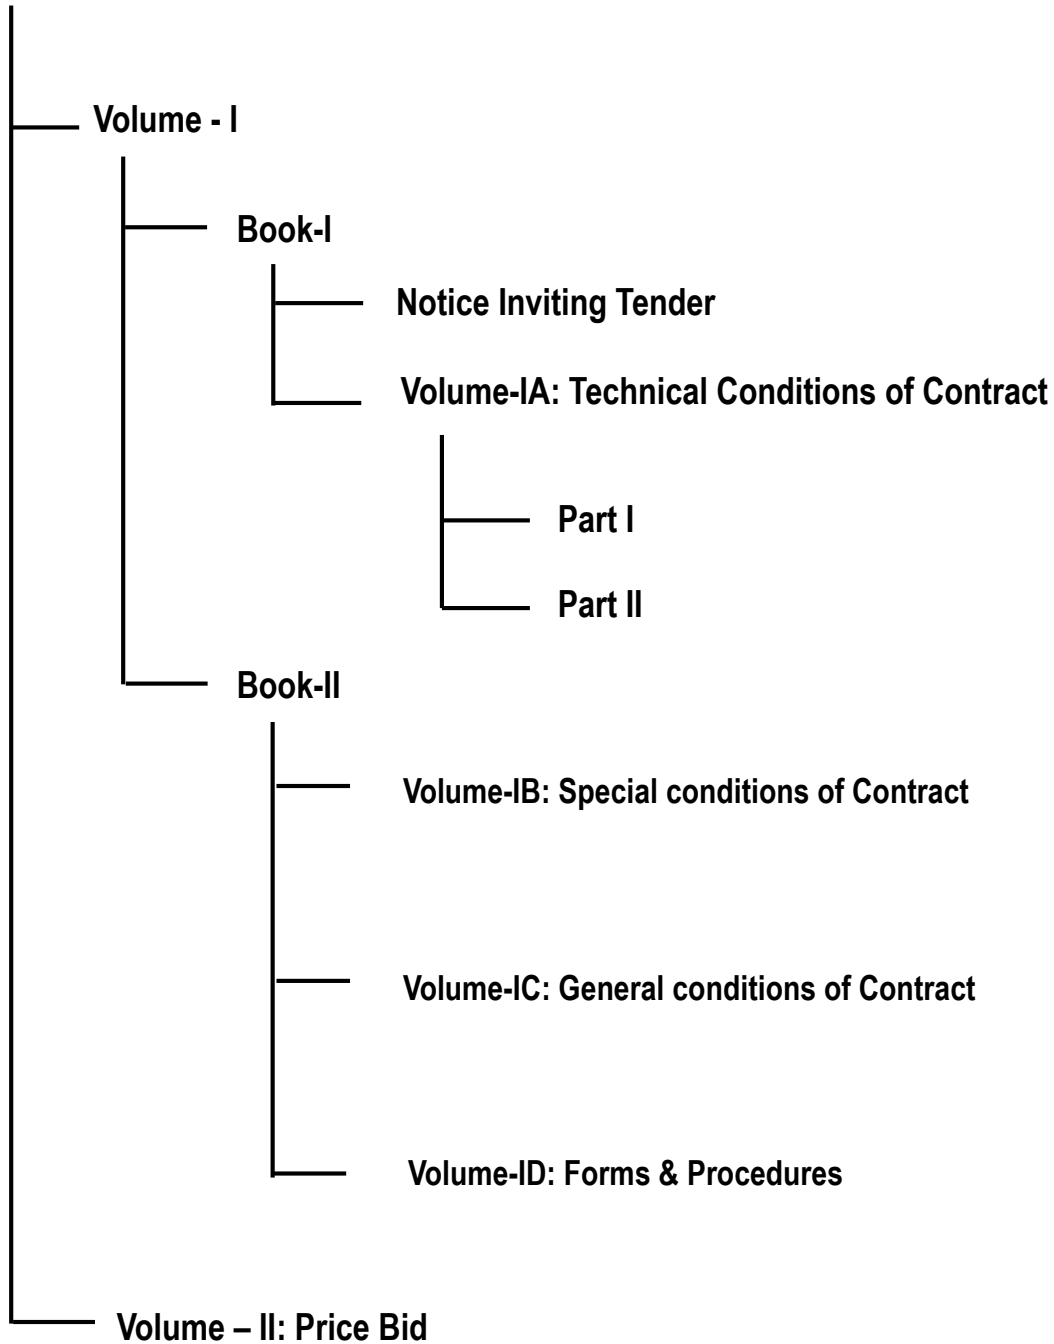 Volume - I
Book-I
Notice Inviting Tender
Volume-IA: Technical Conditions of Contract
Part I
Part II
Book-II
Volume-IB: Special conditions of Contract
Volume-IC: General conditions of Contract
Volume-ID: Forms & Procedures
Volume – II: Price Bid